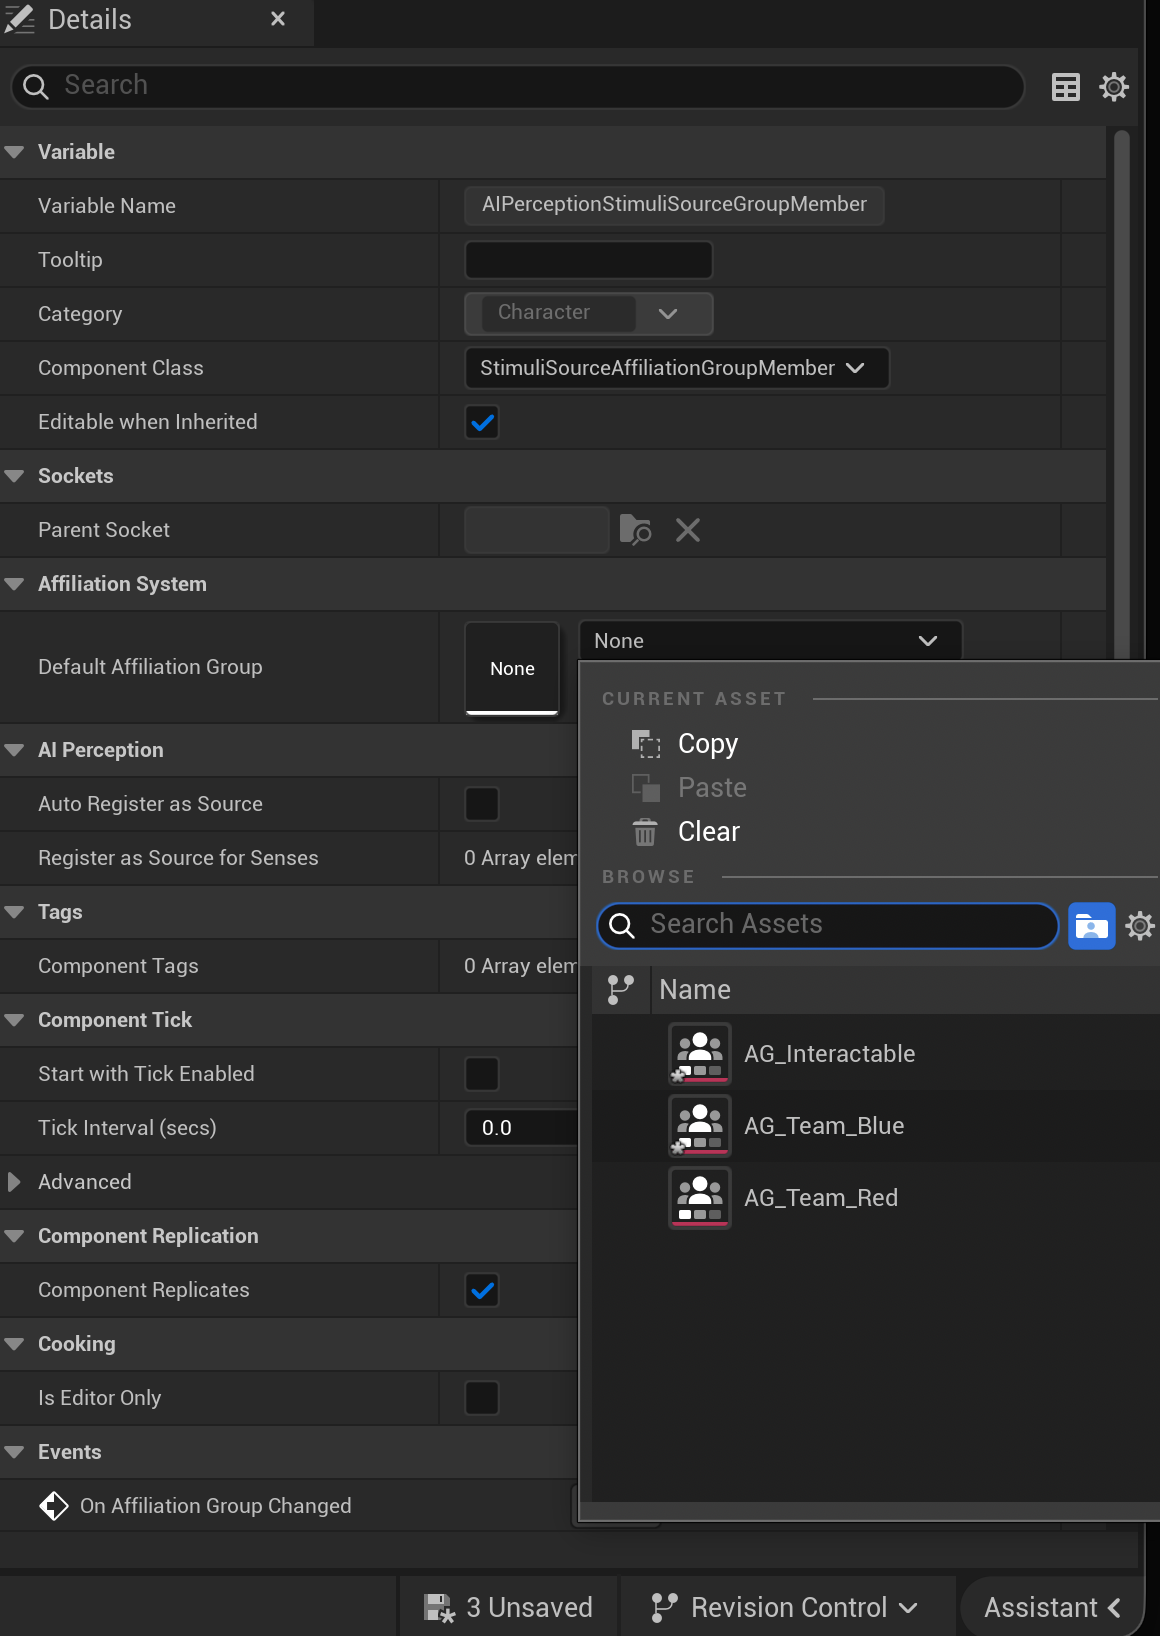 Details
Search
Variable
Variable Name
AIPerceptionStimuliSourceGroupMember
Tooltip
Category
Character
Component Class
StimuliSourceAffiliationGroupMember
Editable when Inherited
Sockets
Parent Socket
Affiliation System
Default Affiliation Group
None
None
CURRENT ASSET
Copy
Paste
Clear
BROWSE
Search Assets
Name
AG_Interactable
AG_Team_Blue
AG_Team_Red
AI Perception
Auto Register as Source
Register as Source for Senses
0 Array elem
Tags
Component Tags
0 Array elem
Component Tick
Start with Tick Enabled
Tick Interval (secs)
0.0
Advanced
Component Replication
Component Replicates
Cooking
Is Editor Only
Events
On Affiliation Group Changed
3 Unsaved
Revision Control
Assistant